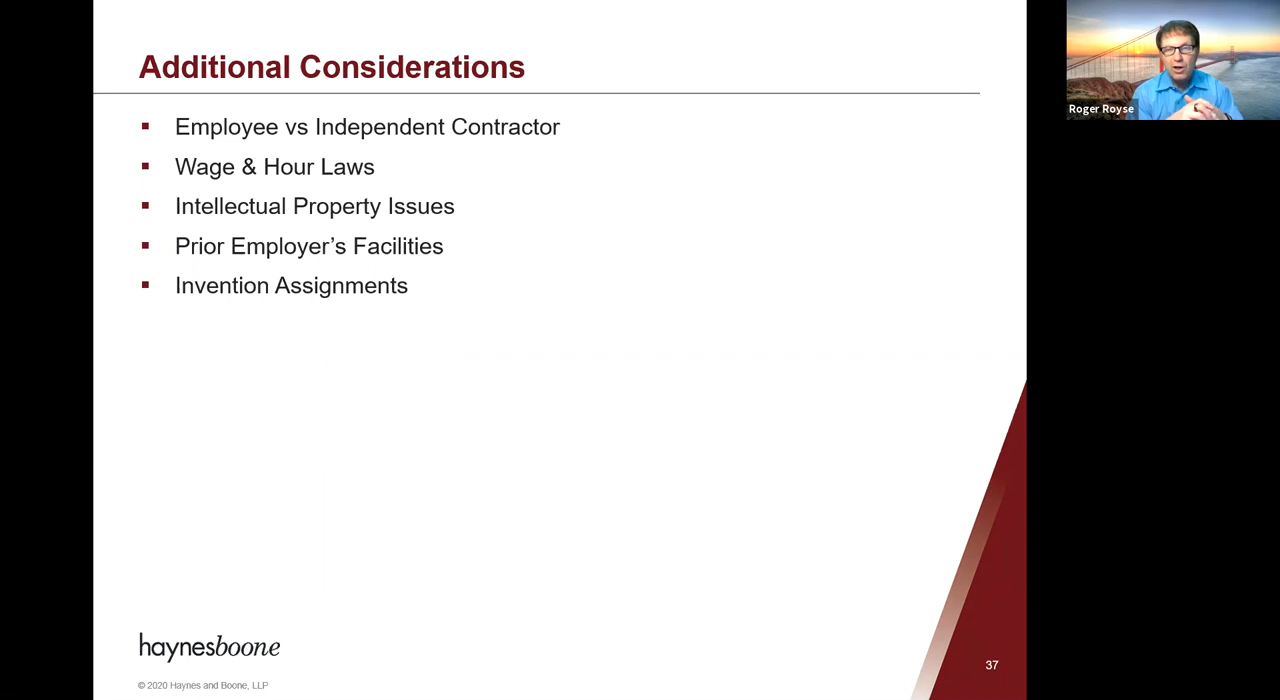 Additional Considerations
Employee vs Independent Contractor
Wage & Hour Laws
Intellectual Property Issues
Prior Employer’s Facilities
Invention Assignments
haynesboone
© 2020 Haynes and Boone, LLP
37
Roger Royse